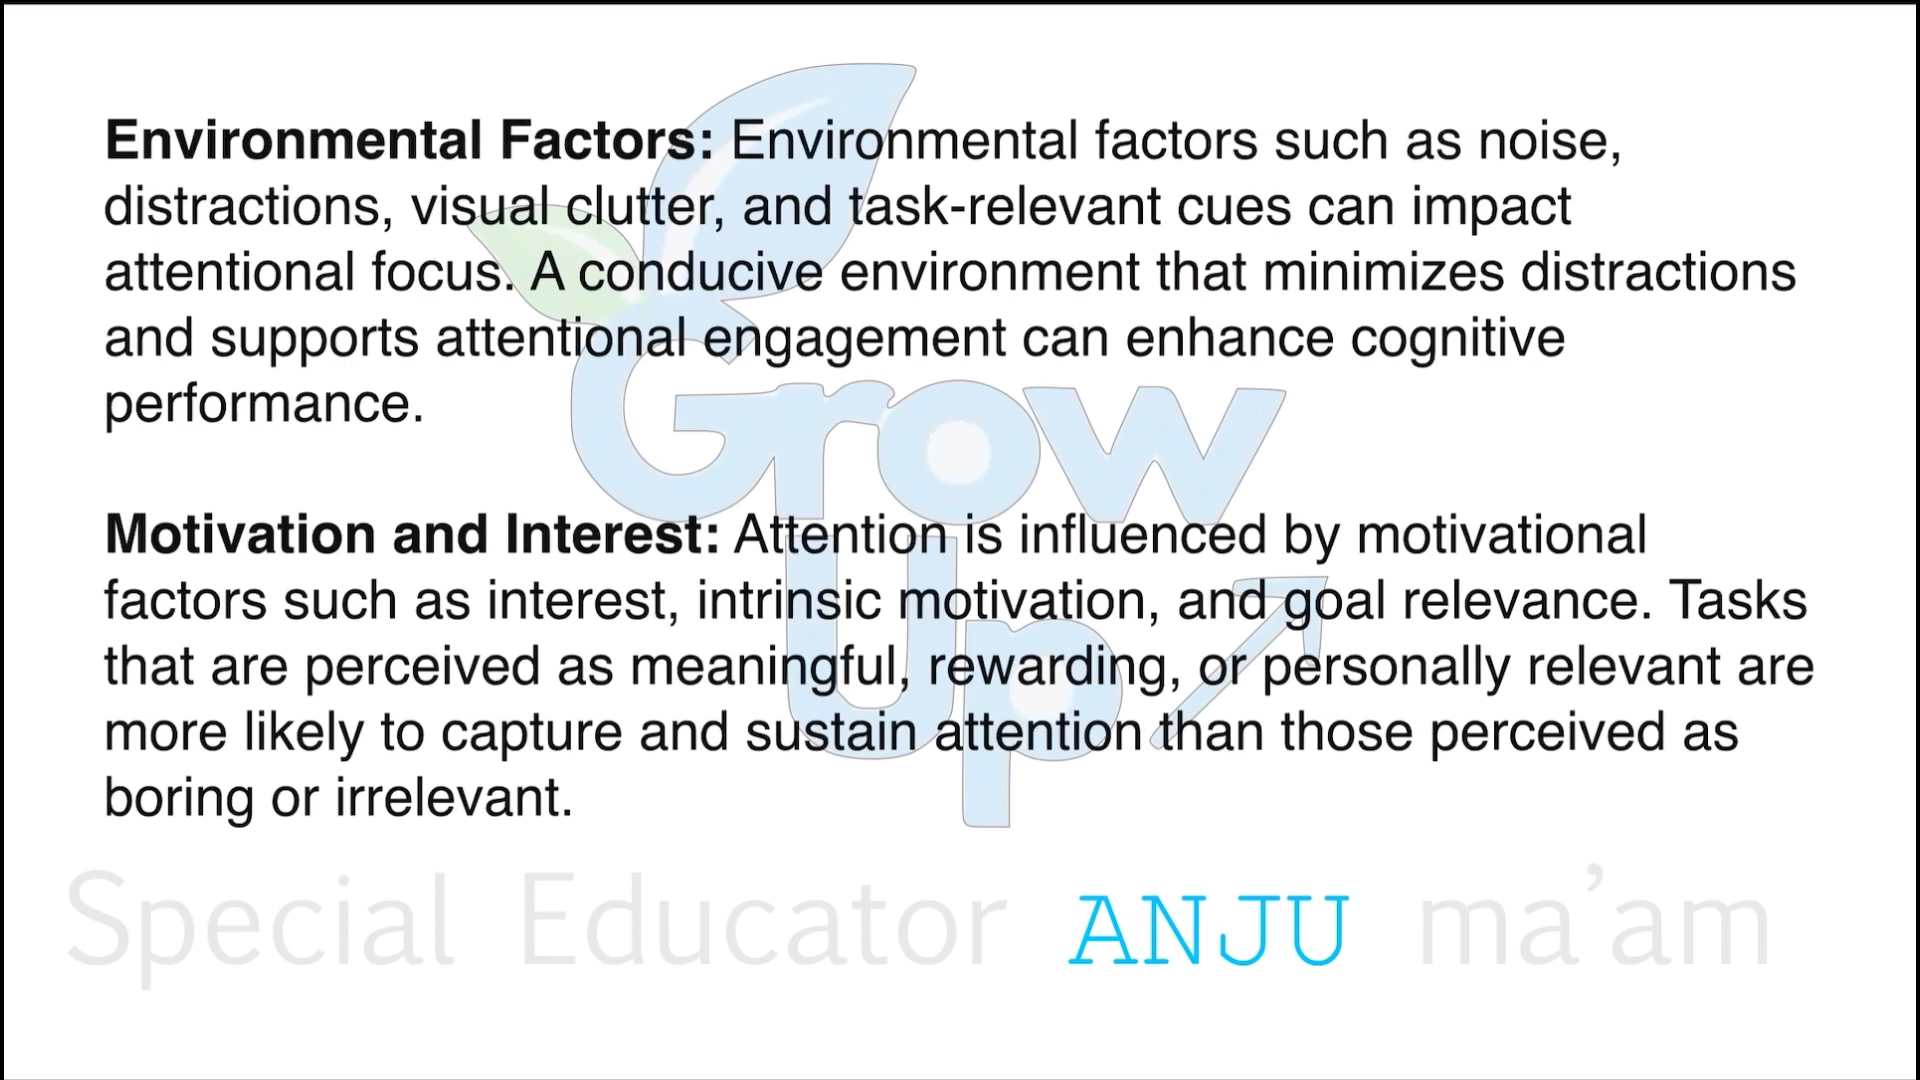 Environmental Factors: Environmental factors such as noise,
distractions, visual clutter, and task-relevant cues can impact
attentional focus. A conducive environment that minimizes distractions
and supports attentional engagement can enhance cognitive
performance.
Motivation and Interest: Attention is influenced by motivational
factors such as interest, intrinsic motivation, and goal relevance. Tasks
that are perceived as meaningful, rewarding, or personally relevant are
more likely to capture and sustain attention than those perceived as
boring or irrelevant.
Grow
Up
Special Educator ANJU ma'am